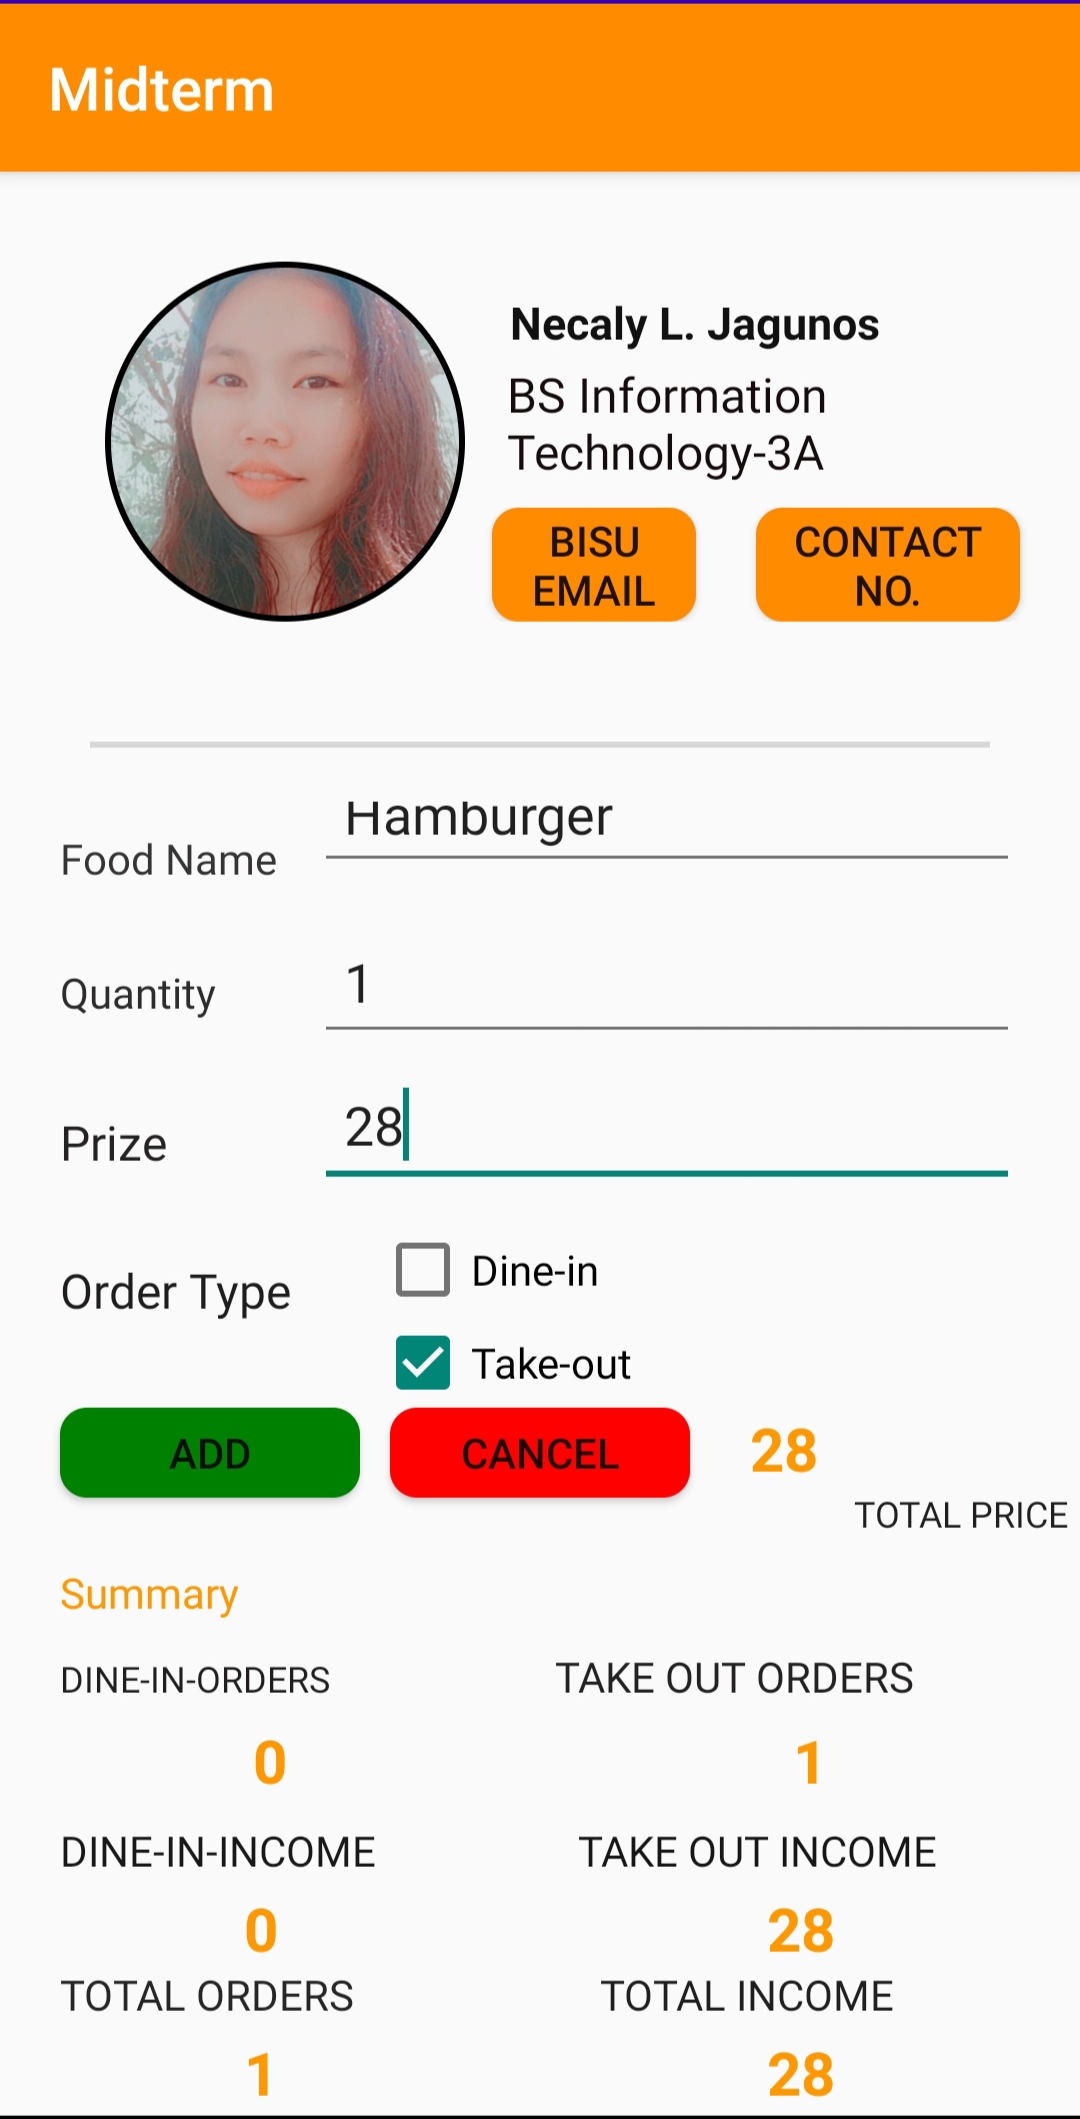 Midterm
Necaly L. Jagunos
BS Information
Technology-3A
BISU
EMAIL
CONTACT
NO.
Food Name
Hamburger
Quantity
1
Prize
28
Order Type
Dine-in
Take-out
ADD
CANCEL
28
TOTAL PRICE
Summary
DINE-IN-ORDERS
TAKE OUT ORDERS
0
1
DINE-IN-INCOME
TAKE OUT INCOME
0
28
TOTAL ORDERS
TOTAL INCOME
1
28